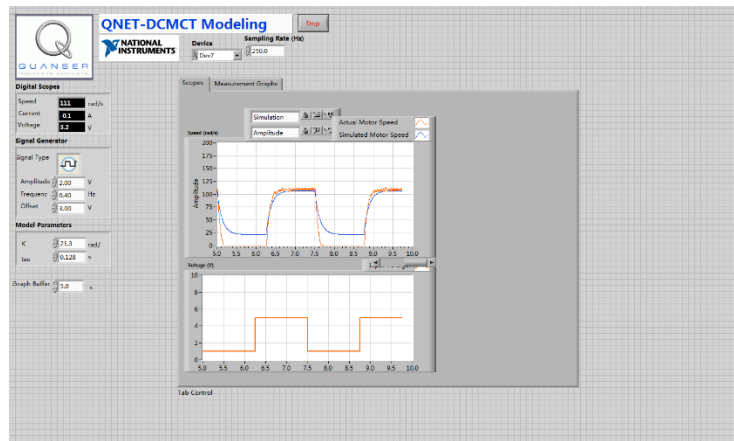 QNET-DCMCT Modeling
Stop
QUANSER
INNOVATE EDUCATE
NATIONAL
INSTRUMENTS
Device
Dev7
Sampling Rate (Hz)
250.0
Digital Scopes
Speed 111 rad/s
Current 0.1 A
Voltage 3.2 V
Signal Generator
Signal Type
Amplitude 2.00 V
Frequenc 0.40 Hz
Offset 3.00 V
Model Parameters
K 21.3 rad/
tau 0.128 s
Graph Buffer 5.0 s
Scopes Measurement Graphs
Simulation
Amplitude
Actual Motor Speed
Simulated Motor Speed
Speed (rad/s)
Amplitude
200
175
150
125
100
75
50
25
0
5.0 5.5 6.0 6.5 7.0 7.5 8.0 8.5 9.0 9.5 10.0
Voltage (V)
10
8
6
4
2
0
5.0 5.5 6.0 6.5 7.0 7.5 8.0 8.5 9.0 9.5 10.0
Tab Control